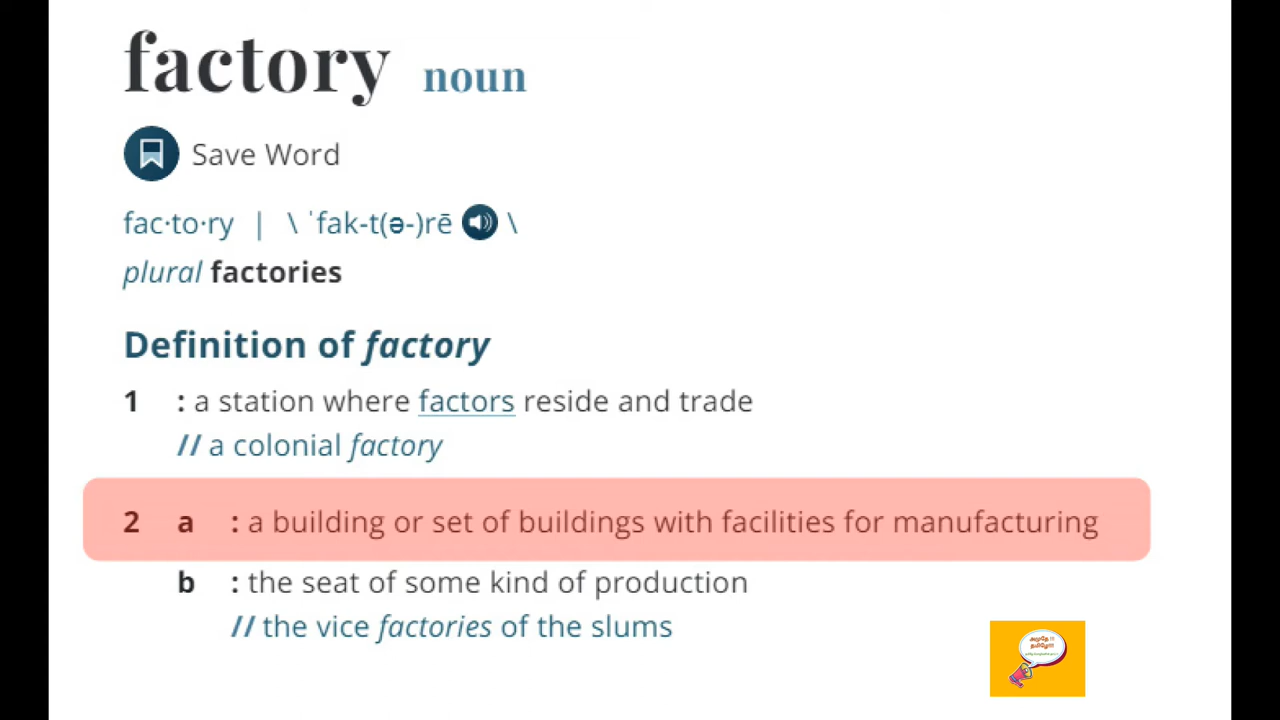 factory noun
Save Word
fac·to·ry | \ ˈfak-t(ə-)rē \
plural factories
Definition of factory
1 : a station where factors reside and trade
// a colonial factory
2 a : a building or set of buildings with facilities for manufacturing
b : the seat of some kind of production
// the vice factories of the slums
அமுதே !!
தமிழே!!!